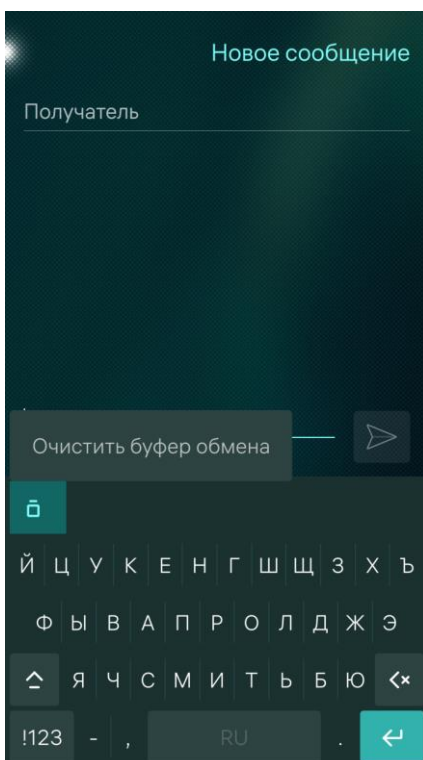 Новое сообщение
Получатель
Очистить буфер обмена
Й Ц У К Е Н Г Ш Щ З Х Ъ
Ф Ы В А П Р О Л Д Ж Э
Я Ч С М И Т Ь Б Ю
!123 - , RU .